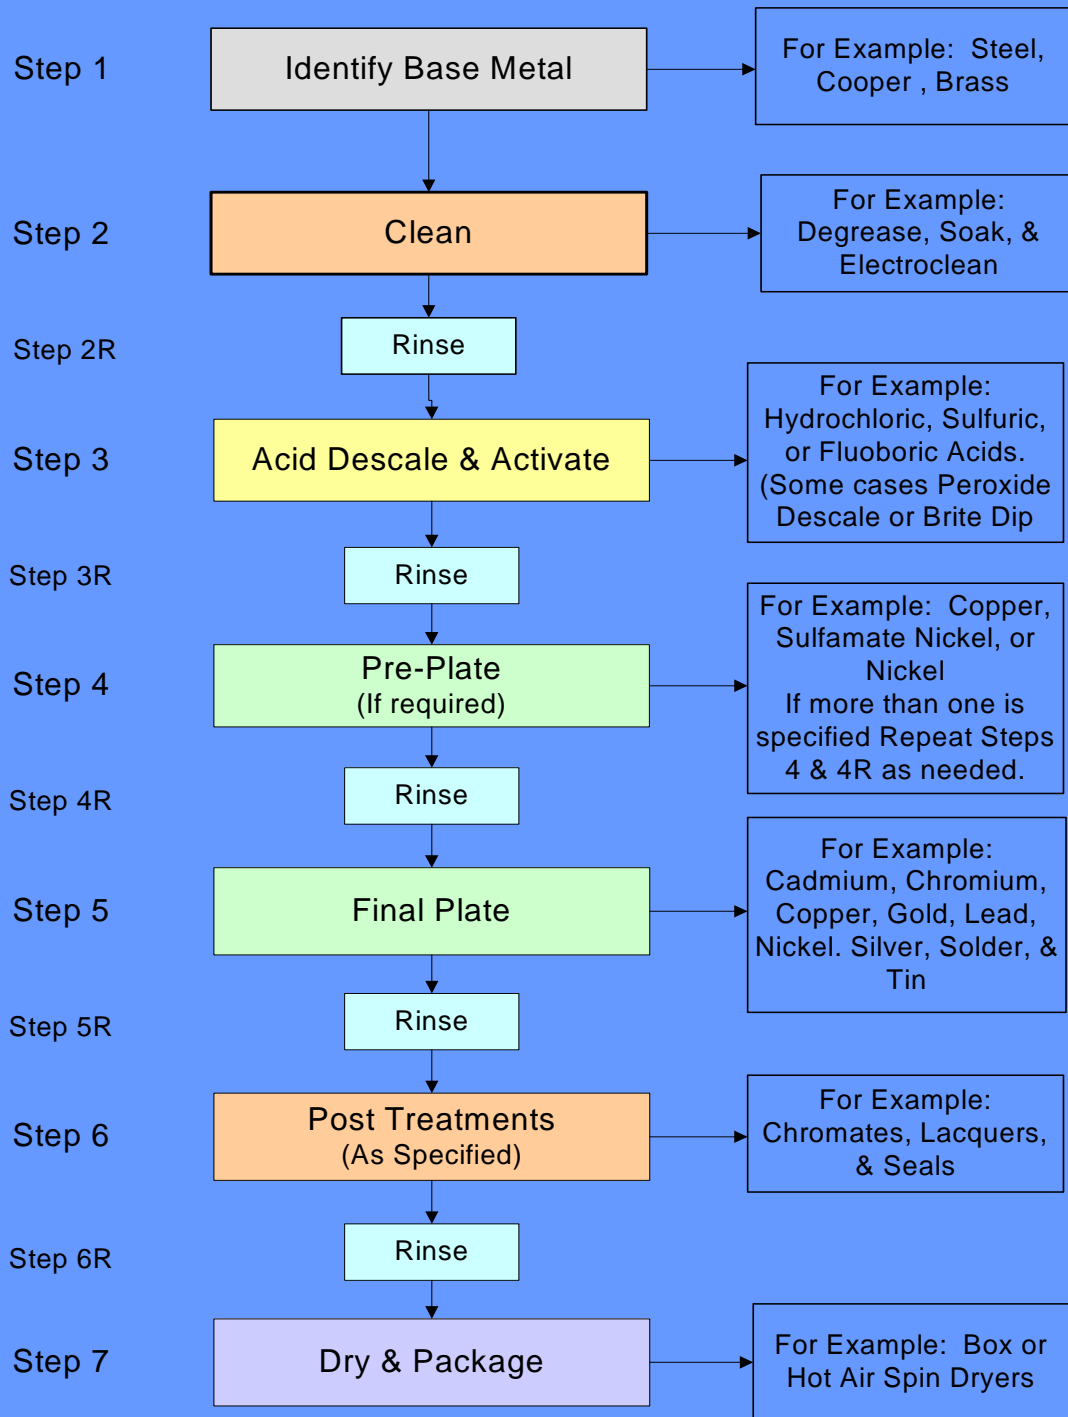 Step 1
Identify Base Metal
For Example: Steel,
Cooper , Brass
Step 2
Clean
For Example:
Degrease, Soak, &
Electroclean
Step 2R
Rinse
Step 3
Acid Descale & Activate
For Example:
Hydrochloric, Sulfuric,
or Fluoboric Acids.
(Some cases Peroxide
Descale or Brite Dip
Step 3R
Rinse
Step 4
Pre-Plate
(If required)
For Example: Copper,
Sulfamate Nickel, or
Nickel
If more than one is
specified Repeat Steps
4 & 4R as needed.
Step 4R
Rinse
Step 5
Final Plate
For Example:
Cadmium, Chromium,
Copper, Gold, Lead,
Nickel. Silver, Solder, &
Tin
Step 5R
Rinse
Step 6
Post Treatments
(As Specified)
For Example:
Chromates, Lacquers,
& Seals
Step 6R
Rinse
Step 7
Dry & Package
For Example: Box or
Hot Air Spin Dryers